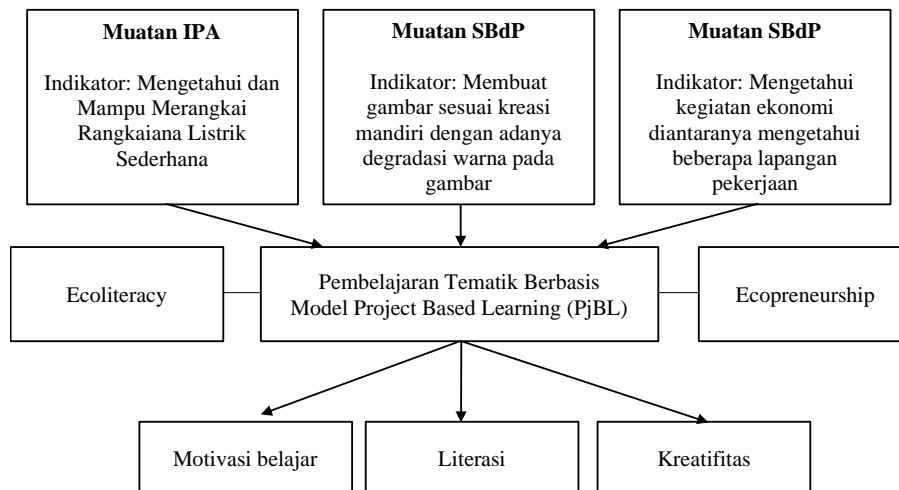 Muatan IPA
Indikator: Mengetahui dan
Mampu Merangkai
Rangkaiana Listrik
Sederhana
Muatan SBdP
Indikator: Membuat
gambar sesuai kreasi
mandiri dengan adanya
degradasi warna pada
gambar
Muatan SBdP
Indikator: Mengetahui
kegiatan ekonomi
diantaranya mengetahui
beberapa lapangan
pekerjaan
Ecoliteracy
Pembelajaran Tematik Berbasis
Model Project Based Learning (PjBL)
Ecopreneurship
Motivasi belajar
Literasi
Kreatifitas